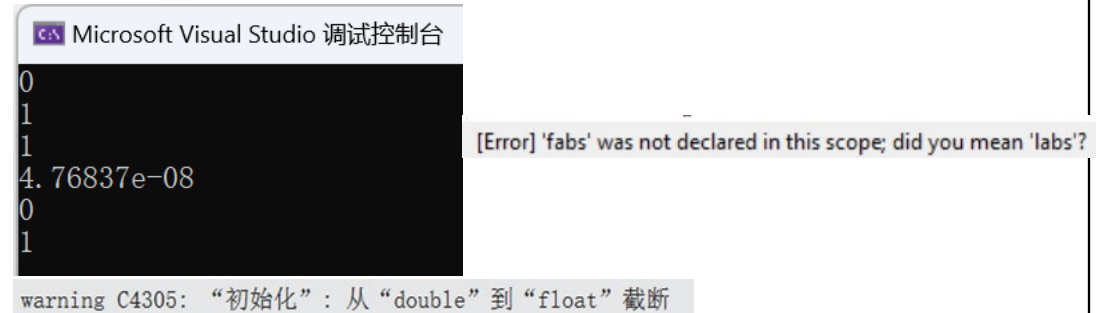 C:\ Microsoft Visual Studio 调试控制台
0
1
1
4.76837e-08
0
1
[Error] 'fabs' was not declared in this scope; did you mean 'labs'?
warning C4305: “初始化”: 从“double”到“float”截断